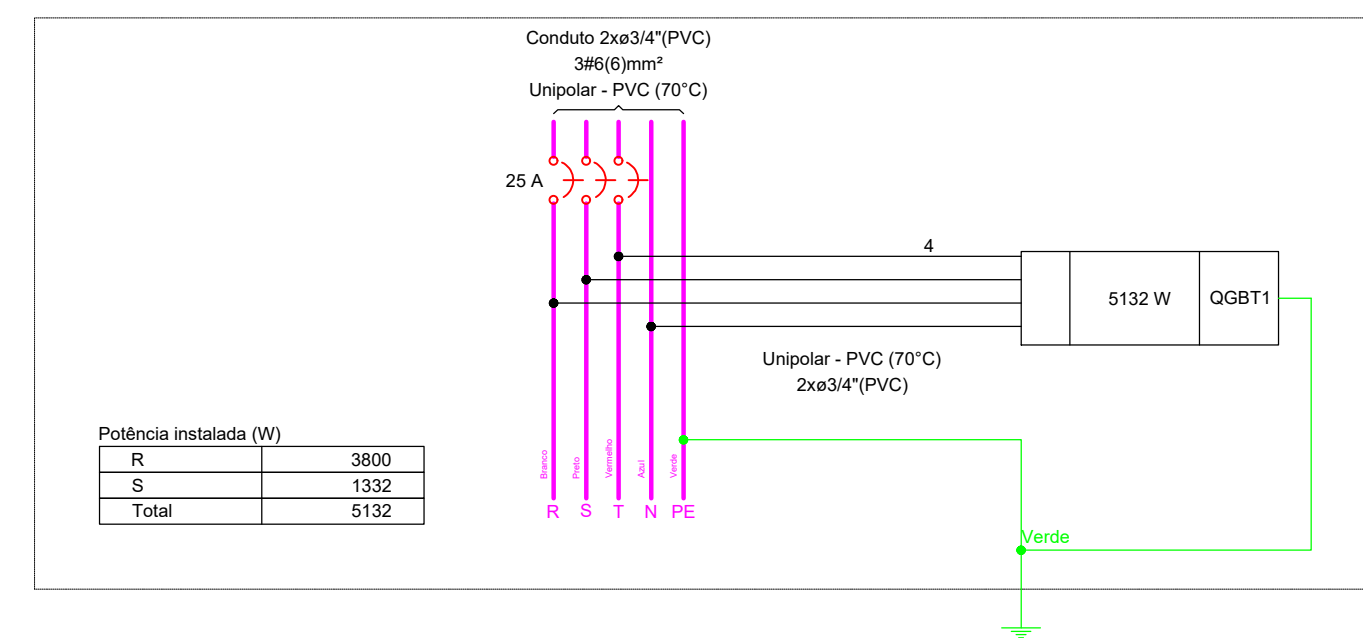 Conduto 2xø3/4"(PVC)
3#6(6)mm²
Unipolar - PVC (70°C)
25 A
4
5132 W
QGBT1
Unipolar - PVC (70°C)
2xø3/4"(PVC)
Potência instalada (W)
R 3800
S 1332
Total 5132
Branco
Preto
Vermelho
Azul
Verde
R S T N PE
Verde